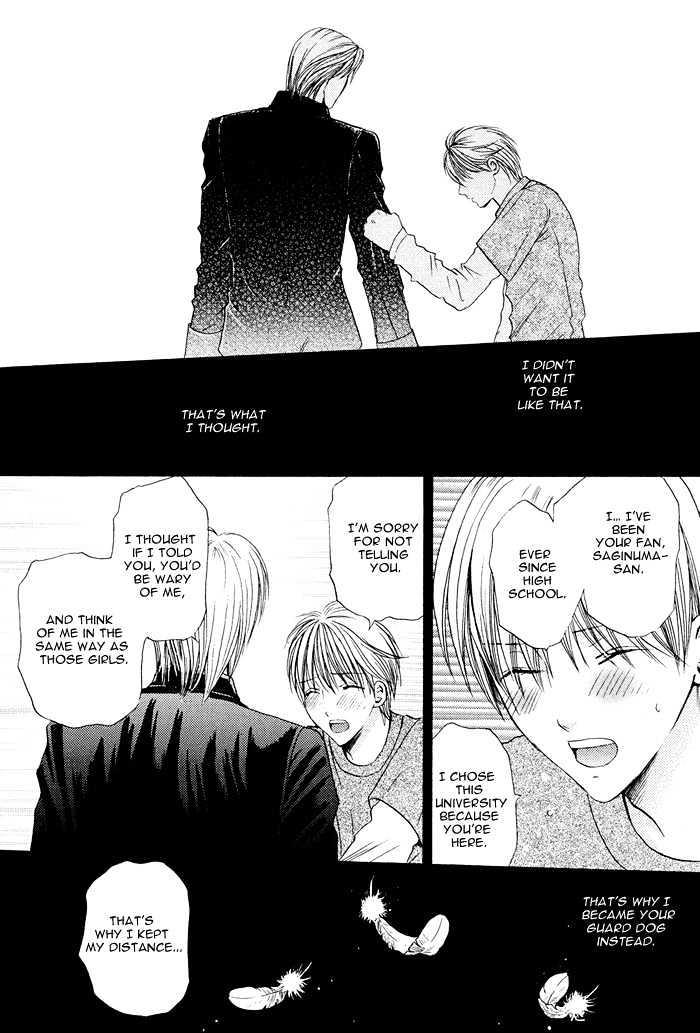 I DIDN'T
WANT IT
TO BE
LIKE THAT.
THAT'S WHAT
I THOUGHT.
I... I'VE
BEEN
YOUR FAN,
SAGINUMA-
SAN.
EVER
SINCE
HIGH
SCHOOL.
I CHOSE
THIS
UNIVERSITY
BECAUSE
YOU'RE
HERE.
I'M SORRY
FOR NOT
TELLING
YOU.
I THOUGHT
IF I TOLD
YOU, YOU'D
BE WARY
OF ME,
AND THINK
OF ME IN THE
SAME WAY AS
THOSE GIRLS.
THAT'S WHY I
BECAME YOUR
GUARD DOG
INSTEAD.
THAT'S
WHY I KEPT
MY DISTANCE...